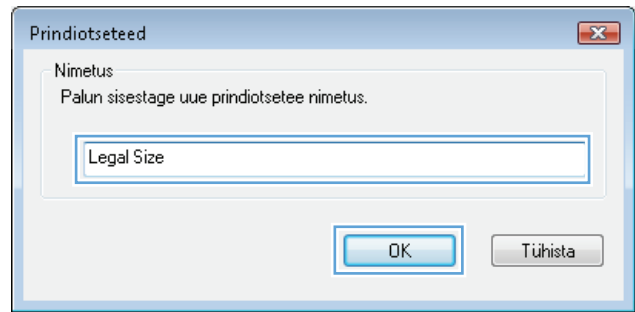 Prindiotseteed
Nimetus
Palun sisestage uue prindiotsetee nimetus.
Legal Size
OK
Tühista